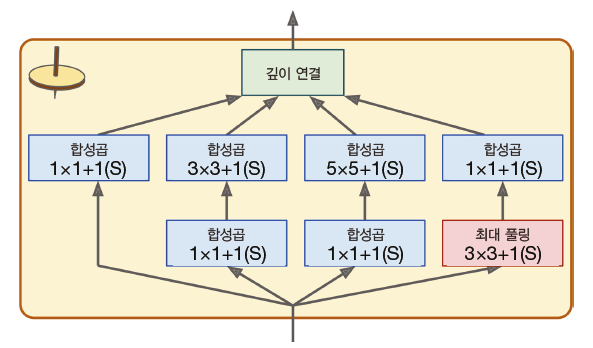 깊이 연결
합성곱
1×1+1(S)
합성곱
3×3+1(S)
합성곱
5×5+1(S)
합성곱
1×1+1(S)
합성곱
1×1+1(S)
합성곱
1×1+1(S)
최대 풀링
3×3+1(S)